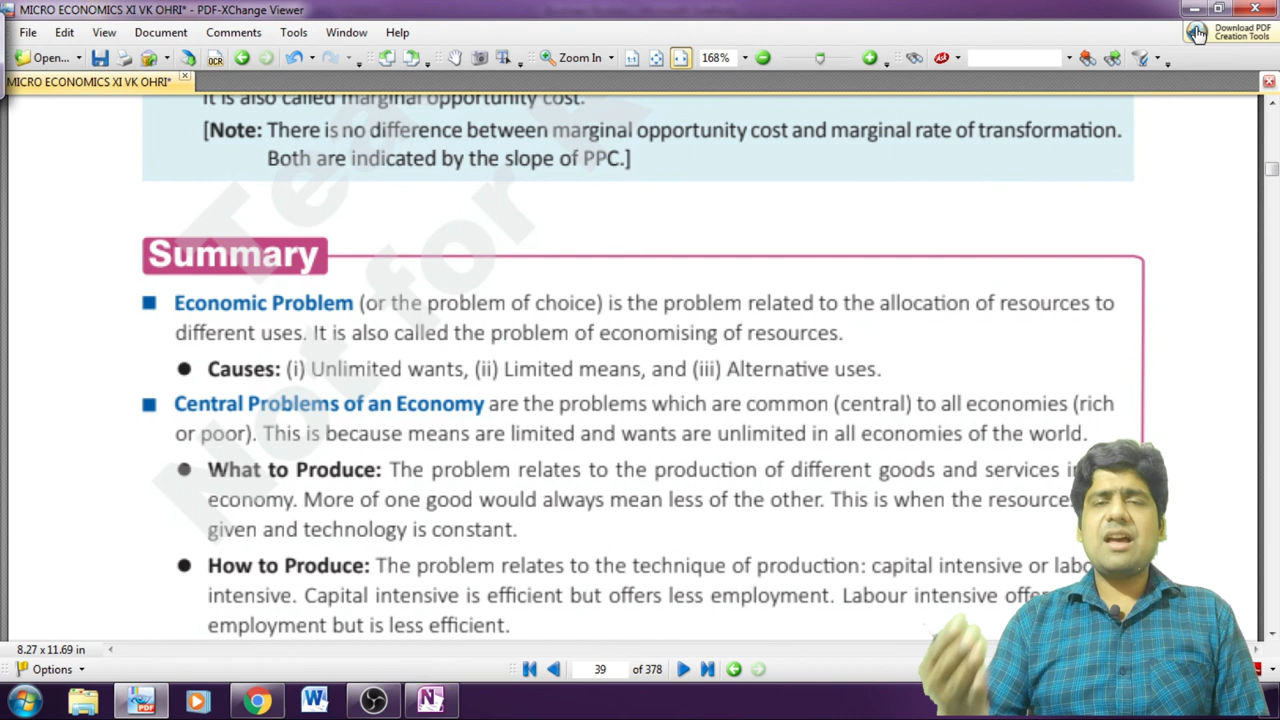 MICRO ECONOMICS XI VK OHRI* - PDF-XChange Viewer
File Edit View Document Comments Tools Window Help
Download PDF
Creation Tools
Open...
OCR
Zoom In
168%
MICRO ECONOMICS XI VK OHRI*
It is also called marginal opportunity cost.
[Note: There is no difference between marginal opportunity cost and marginal rate of transformation.
Both are indicated by the slope of PPC.]
Summary
Economic Problem (or the problem of choice) is the problem related to the allocation of resources to
different uses. It is also called the problem of economising of resources.
Causes: (i) Unlimited wants, (ii) Limited means, and (iii) Alternative uses.
Central Problems of an Economy are the problems which are common (central) to all economies (rich
or poor). This is because means are limited and wants are unlimited in all economies of the world.
What to Produce: The problem relates to the production of different goods and services
economy. More of one good would always mean less of the other. This is when the
given and technology is constant.
How to Produce: The problem relates to the technique of production: capital intensive or
intensive. Capital intensive is efficient but offers less employment. Labour intensive
employment but is less efficient.
Not for
8.27 x 11.69 in
Options
39 of 378